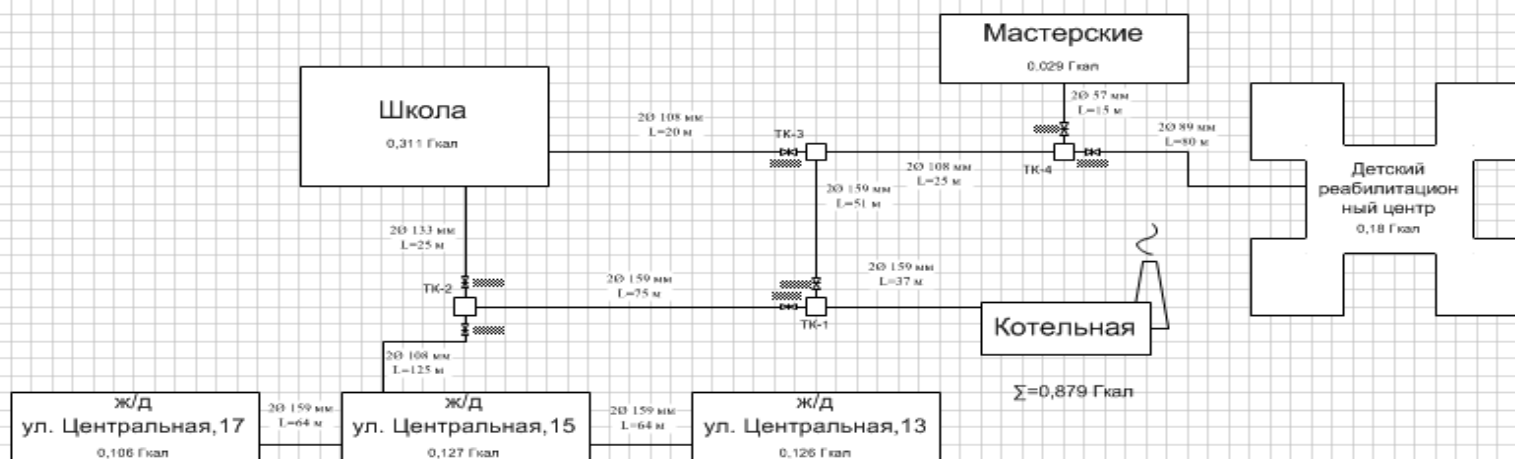 Мастерские
0,029 Гкал
Школа
0,311 Гкал
2Ø 108 мм
L=20 м
ТК-3
2Ø 57 мм
L=15 м
2Ø 89 мм
L=80 м
ТК-4
2Ø 108 мм
L=25 м
2Ø 159 мм
L=51 м
Детский
реабилитацион
ный центр
0,18 Гкал
2Ø 133 мм
L=25 м
ТК-2
2Ø 159 мм
L=75 м
2Ø 159 мм
L=37 м
ТК-1
Котельная
∑=0,879 Гкал
2Ø 108 мм
L=125 м
ж/д
ул. Центральная,17
0,106 Гкал
2Ø 159 мм
L=64 м
ж/д
ул. Центральная,15
0,127 Гкал
2Ø 159 мм
L=64 м
ж/д
ул. Центральная,13
0,126 Гкал